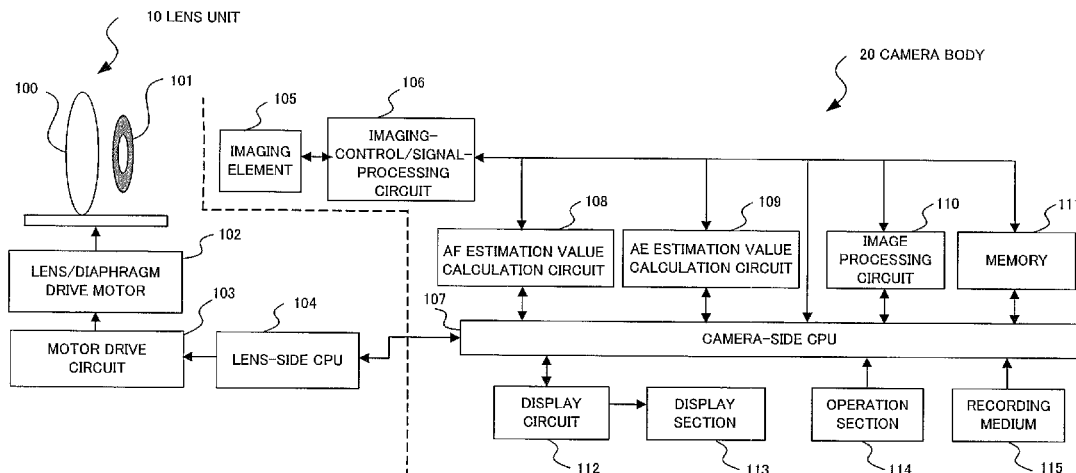 10 LENS UNIT
20 CAMERA BODY
100
101
105
106
IMAGING ELEMENT
IMAGING-
CONTROL/SIGNAL-
PROCESSING
CIRCUIT
108
109
110
111
AF ESTIMATION VALUE
CALCULATION CIRCUIT
AE ESTIMATION VALUE
CALCULATION CIRCUIT
IMAGE
PROCESSING
CIRCUIT
MEMORY
102
LENS/DIAPHRAGM
DRIVE MOTOR
103
MOTOR DRIVE
CIRCUIT
104
LENS-SIDE CPU
107
CAMERA-SIDE CPU
DISPLAY
CIRCUIT
DISPLAY
SECTION
OPERATION
SECTION
RECORDING
MEDIUM
112
113
114
115